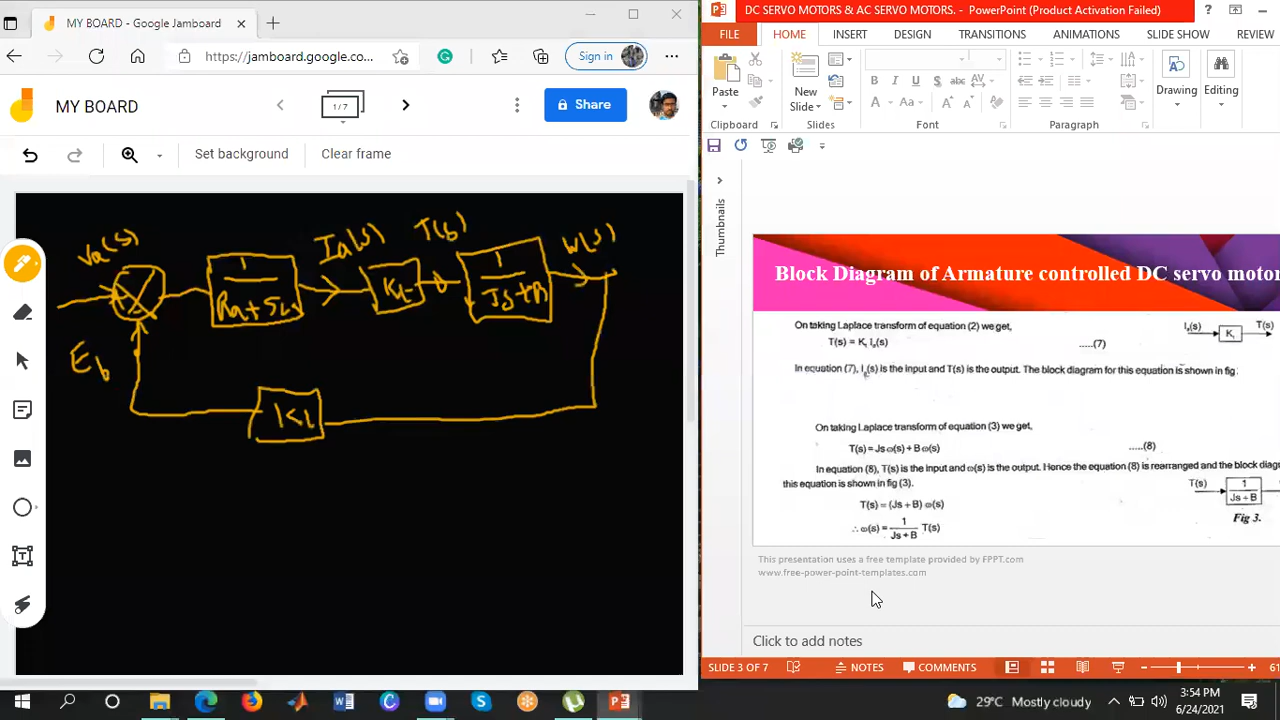 DC SERVO MOTORS & AC SERVO MOTORS. - PowerPoint (Product Activation Failed)
MY BOARD - Google Jamboard
FILE HOME INSERT DESIGN TRANSITIONS ANIMATIONS SLIDE SHOW REVIEW
https://jamboard.google.co...
Sign in
MY BOARD
Share
Paste
New
Slide
Drawing
Editing
Clipboard
Slides
Font
Paragraph
Set background
Clear frame
Thumbnails
Va(s)
Ia(s)
T(s)
W(s)
1
Ra+SLa
Kt
1
Js+B
Eb
Block Diagram of Armature controlled DC servo motor
On taking Laplace transform of equation (2) we get,
T(s) = Kt Ia(s)
.....(7)
Ia(s)
Kt
T(s)
In equation (7), Ia(s) is the input and T(s) is the output. The block diagram for this equation is shown in fig
On taking Laplace transform of equation (3) we get,
T(s) = Js ω(s) + B ω(s)
.....(8)
In equation (8), T(s) is the input and ω(s) is the output. Hence the equation (8) is rearranged and the block
this equation is shown in fig (3).
T(s) = (Js + B) ω(s)
∴ ω(s) = 1/(Js + B) T(s)
T(s)
1
Js + B
Fig 3.
This presentation uses a free template provided by FPPT.com
www.free-power-point-templates.com
Click to add notes
SLIDE 3 OF 7
NOTES
COMMENTS
29°C Mostly cloudy
3:54 PM
6/24/2021